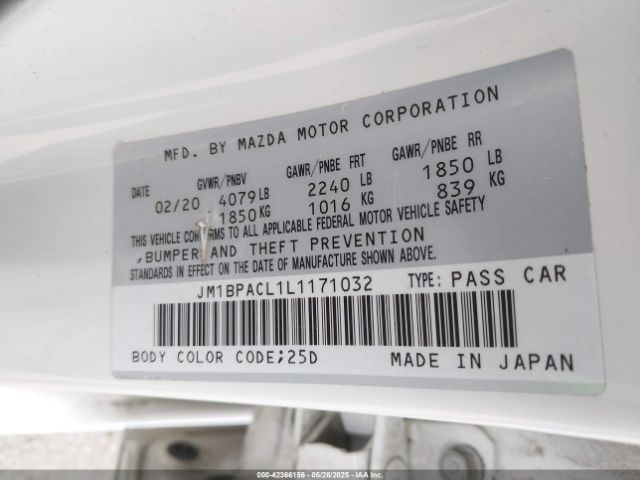 MFD. BY MAZDA MOTOR CORPORATION
DATE GVWR/PNBV GAWR/PNBE FRT GAWR/PNBE RR
02/20 4079LB 2240 LB 1850 LB
1850KG 1016 KG 839 KG
THIS VEHICLE CONFORMS TO ALL APPLICABLE FEDERAL MOTOR VEHICLE SAFETY
,BUMPER AND THEFT PREVENTION
STANDARDS IN EFFECT ON THE DATE OF MANUFACTURE SHOWN ABOVE.
JM1BPACL1L1171032 TYPE: PASS CAR
BODY COLOR CODE;25D MADE IN JAPAN
000-42366156 - 05/28/2025 - IAAI.COM